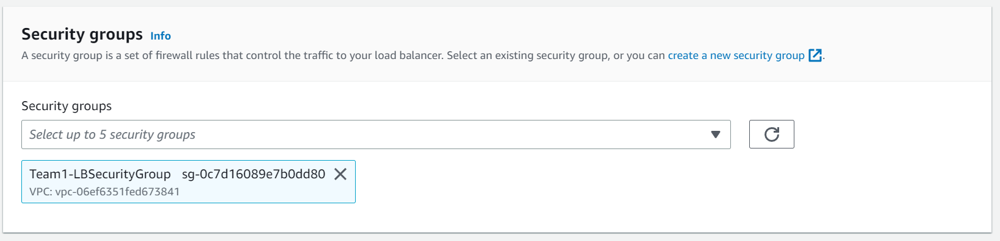 Security groups Info
A security group is a set of firewall rules that control the traffic to your load balancer. Select an existing security group, or you can create a new security group.
Security groups
Select up to 5 security groups
Team1-LBSecurityGroup sg-0c7d16089e7b0dd80
VPC: vpc-06ef6351fed673841